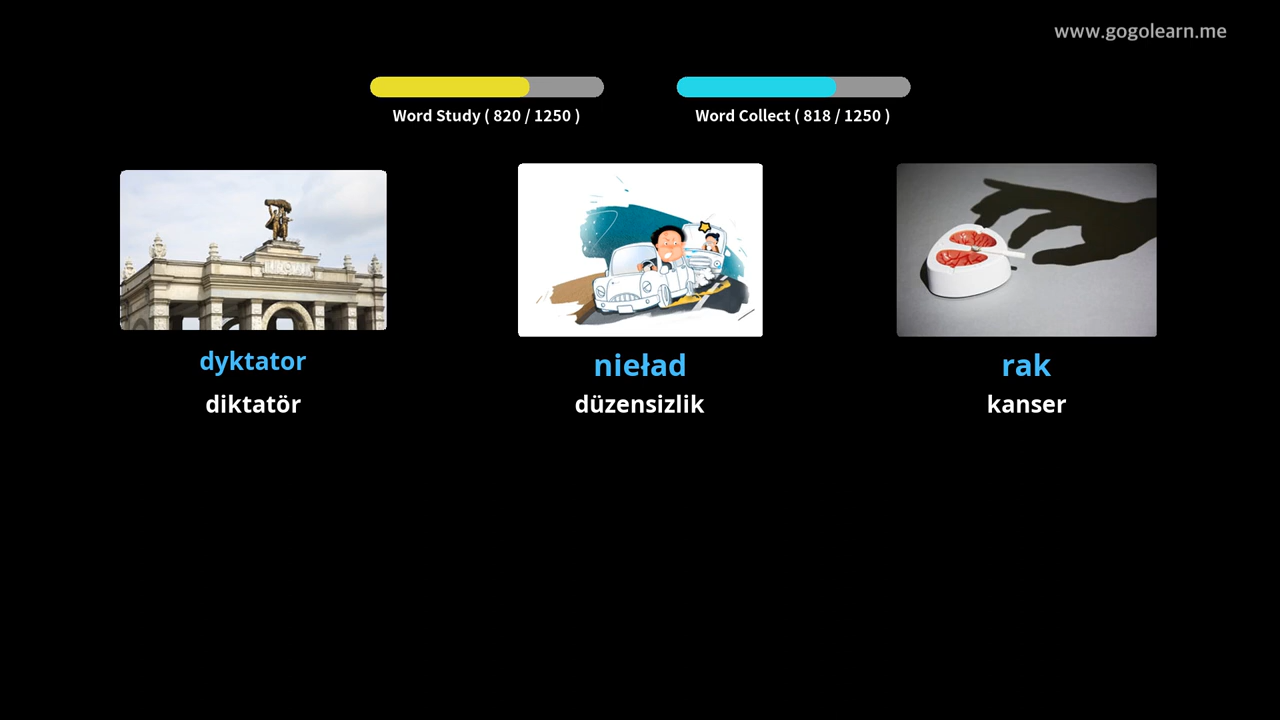 www.gogolearn.me
Word Study ( 820 / 1250 )
Word Collect ( 818 / 1250 )
dyktator
diktatör
nieład
düzensizlik
rak
kanser